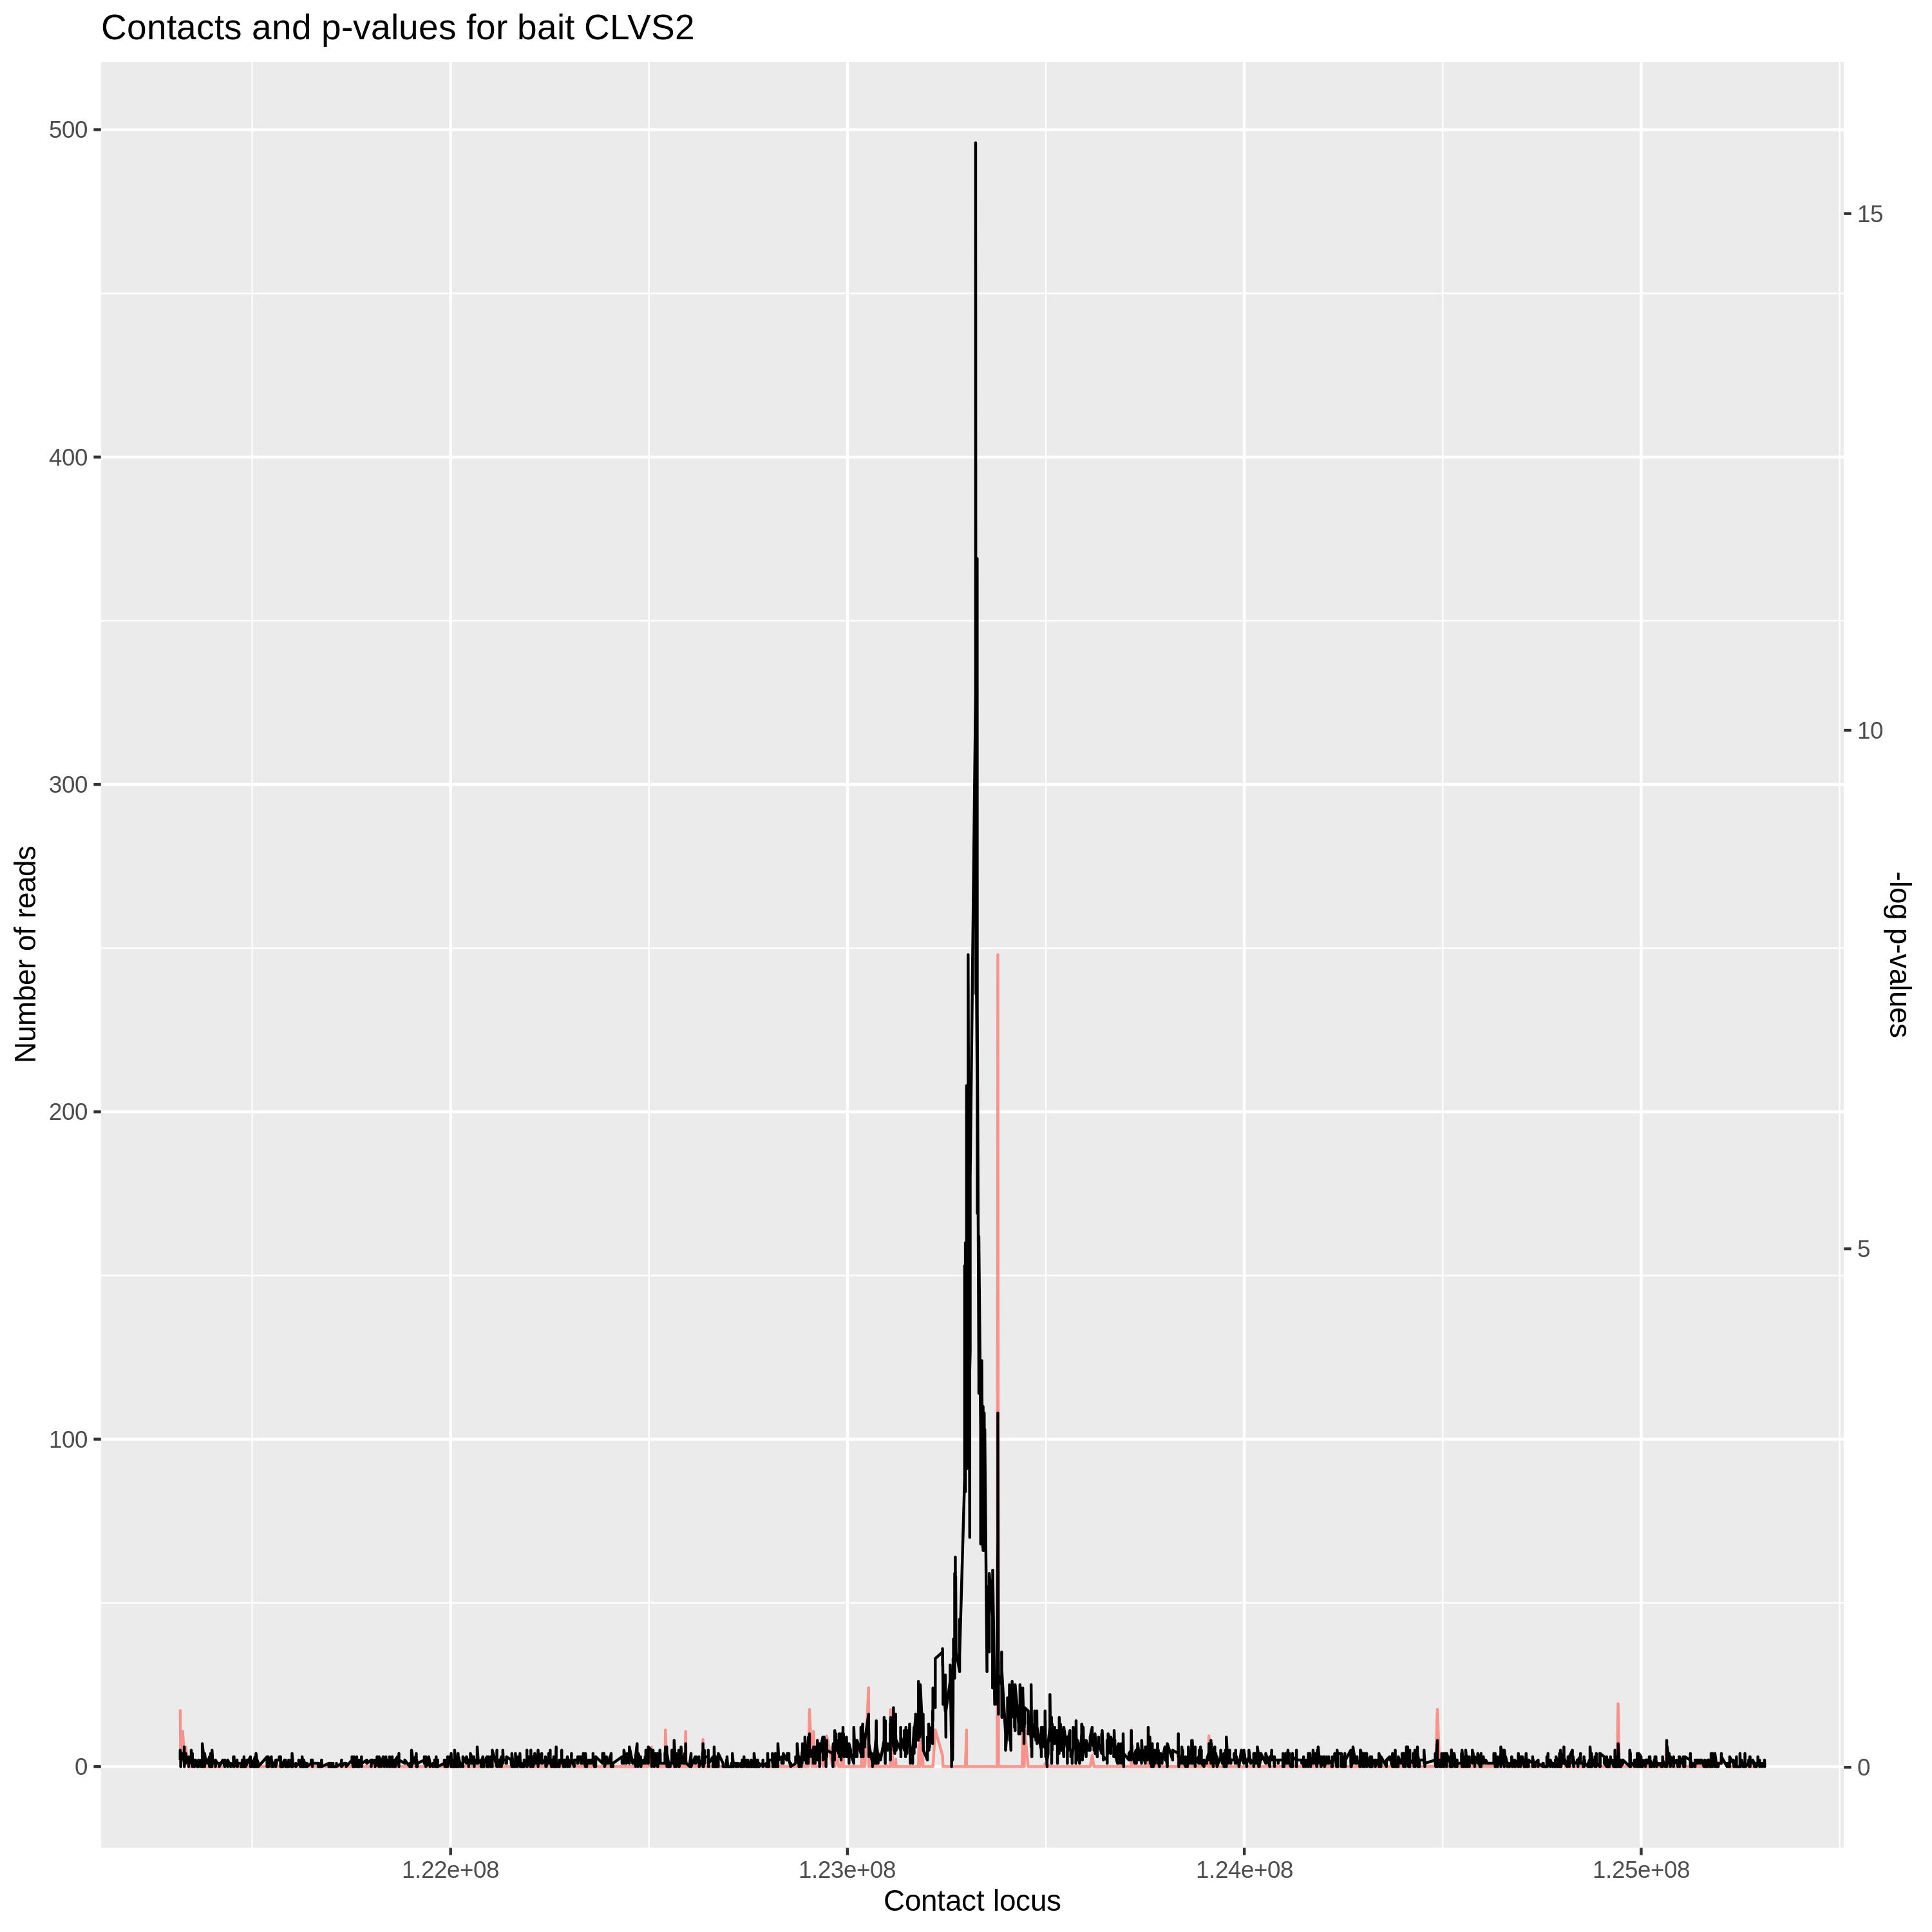 Contacts and p-values for bait CLVS2
500
400
300
200
100
0
Number of reads
15
10
5
0
-log p-values
1.22e+08
1.23e+08
1.24e+08
1.25e+08
Contact locus